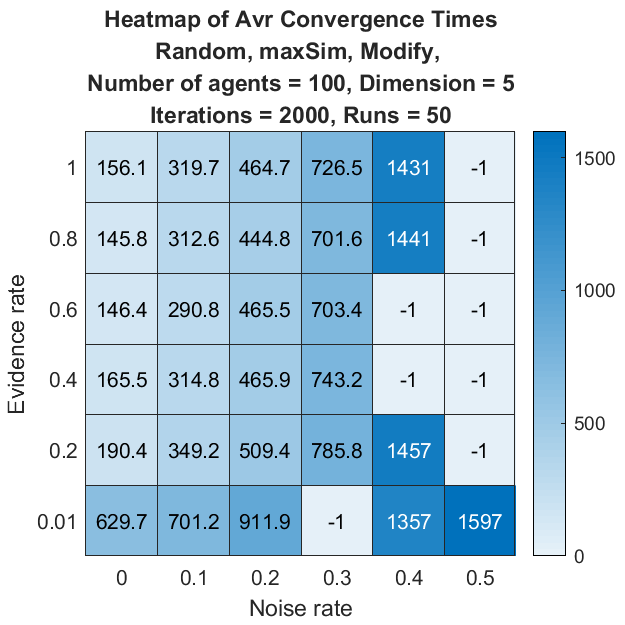 Heatmap of Avr Convergence Times
Random, maxSim, Modify,
Number of agents = 100, Dimension = 5
Iterations = 2000, Runs = 50
1 156.1 319.7 464.7 726.5 1431 -1
0.8 145.8 312.6 444.8 701.6 1441 -1
0.6 146.4 290.8 465.5 703.4 -1 -1
0.4 165.5 314.8 465.9 743.2 -1 -1
0.2 190.4 349.2 509.4 785.8 1457 -1
0.01 629.7 701.2 911.9 -1 1357 1597
0 0.1 0.2 0.3 0.4 0.5
Noise rate
Evidence rate
1500
1000
500
0